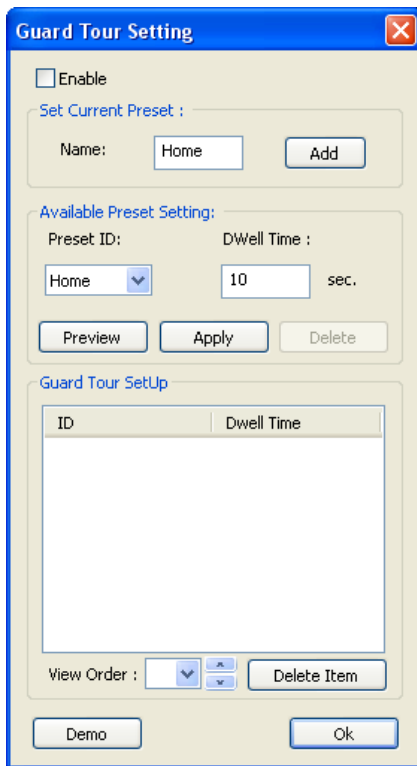 Guard Tour Setting
Enable
Set Current Preset :
Name: Home Add
Available Preset Setting:
Preset ID: DWell Time :
Home 10 sec.
Preview Apply Delete
Guard Tour SetUp
ID Dwell Time
View Order : Delete Item
Demo Ok